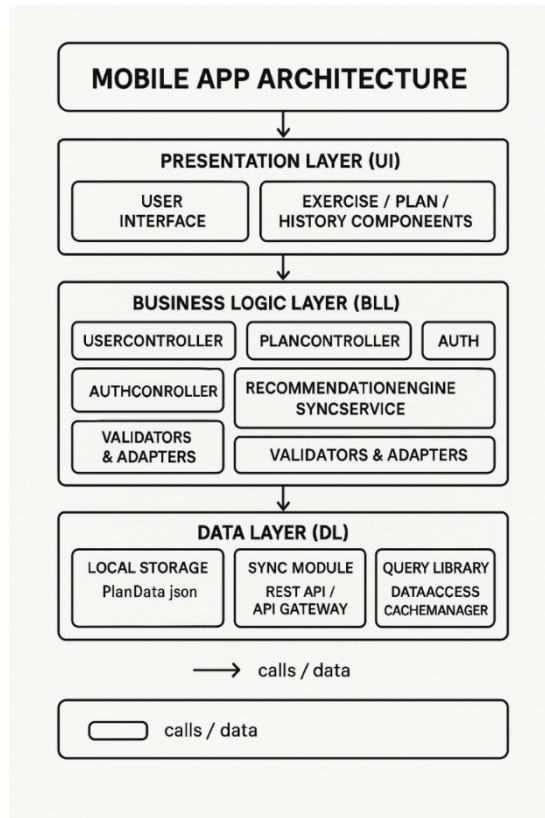 MOBILE APP ARCHITECTURE
PRESENTATION LAYER (UI)
USER
INTERFACE
EXERCISE / PLAN /
HISTORY COMPONEENTS
BUSINESS LOGIC LAYER (BLL)
USERCONTROLLER
PLANCONTROLLER
AUTH
AUTHCONROLLER
RECOMMENDATIONENGINE
SYNCSERVICE
VALIDATORS
& ADAPTERS
VALIDATORS & ADAPTERS
DATA LAYER (DL)
LOCAL STORAGE
PlanData json
SYNC MODULE
REST API /
API GATEWAY
QUERY LIBRARY
DATAACCESS
CACHEMANAGER
calls / data
calls / data